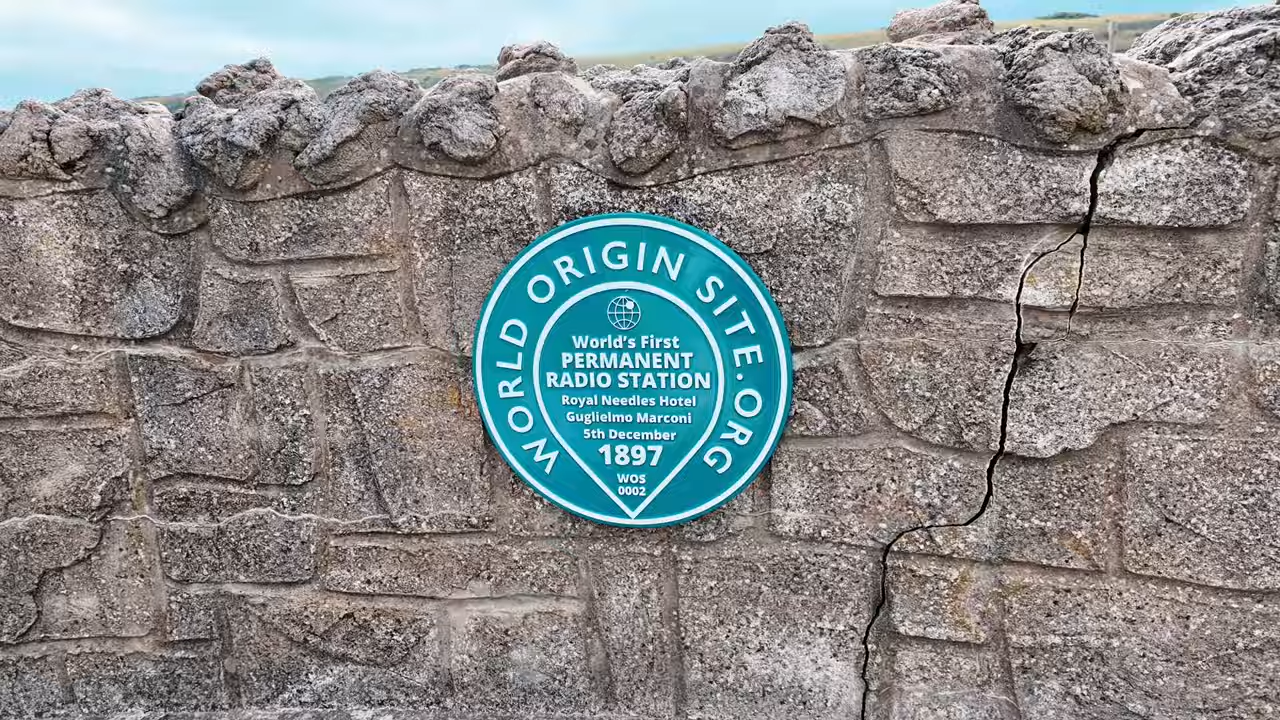 WORLD ORIGIN SITE.ORG
World's First
PERMANENT
RADIO STATION
Royal Needles Hotel
Guglielmo Marconi
5th December
1897
WOS
0002